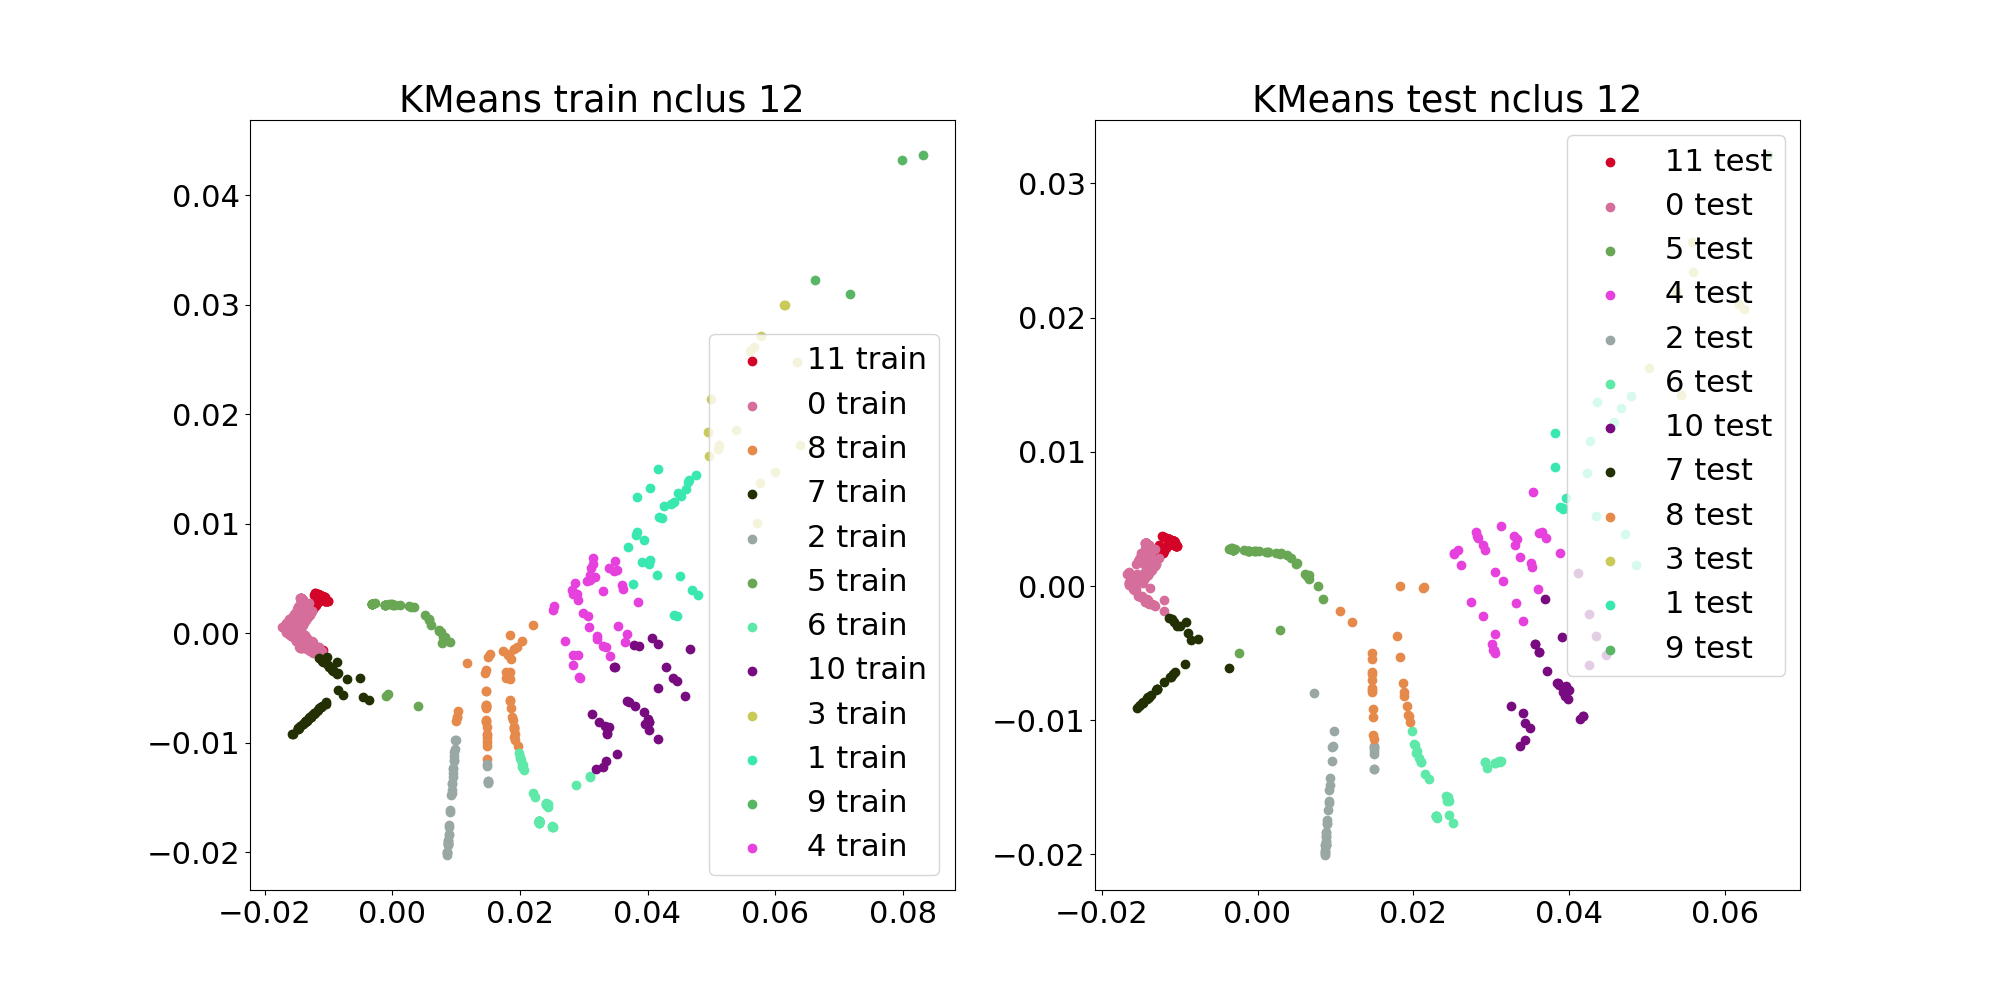 KMeans train nclus 12
0.04
0.03
0.02
0.01
0.00
−0.01
−0.02
−0.02 0.00 0.02 0.04 0.06 0.08
11 train
0 train
8 train
7 train
2 train
5 train
6 train
10 train
3 train
1 train
9 train
4 train
KMeans test nclus 12
0.03
0.02
0.01
0.00
−0.01
−0.02
−0.02 0.00 0.02 0.04 0.06
11 test
0 test
5 test
4 test
2 test
6 test
10 test
7 test
8 test
3 test
1 test
9 test